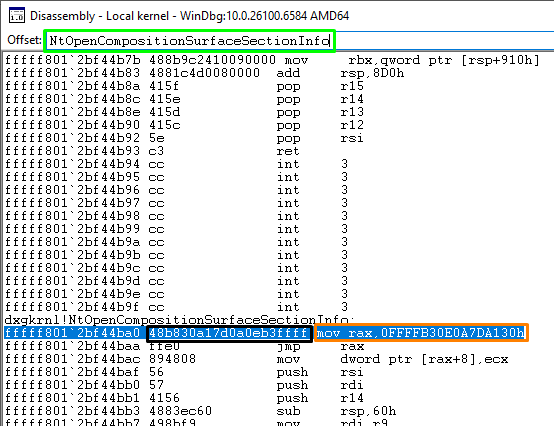 Disassembly - Local kernel - WinDbg:10.0.26100.6584 AMD64
Offset: NtOpenCompositionSurfaceSectionInfo
fffff801`2bf44b7b 488b9c2410090000 mov rbx,qword ptr [rsp+910h]
fffff801`2bf44b83 4881c4d0080000 add rsp,8D0h
fffff801`2bf44b8a 415f pop r15
fffff801`2bf44b8c 415e pop r14
fffff801`2bf44b8e 415d pop r13
fffff801`2bf44b90 415c pop r12
fffff801`2bf44b92 5e pop rsi
fffff801`2bf44b93 c3 ret
fffff801`2bf44b94 cc int 3
fffff801`2bf44b95 cc int 3
fffff801`2bf44b96 cc int 3
fffff801`2bf44b97 cc int 3
fffff801`2bf44b98 cc int 3
fffff801`2bf44b99 cc int 3
fffff801`2bf44b9a cc int 3
fffff801`2bf44b9b cc int 3
fffff801`2bf44b9c cc int 3
fffff801`2bf44b9d cc int 3
fffff801`2bf44b9e cc int 3
fffff801`2bf44b9f cc int 3
dxgkrnl!NtOpenCompositionSurfaceSectionInfo:
fffff801`2bf44ba0 48b830a17d0a0eb3ffff mov rax,0FFFFB30E0A7DA130h
fffff801`2bf44baa ffe0 jmp rax
fffff801`2bf44bac 894808 mov dword ptr [rax+8],ecx
fffff801`2bf44baf 56 push rsi
fffff801`2bf44bb0 57 push rdi
fffff801`2bf44bb1 4156 push r14
fffff801`2bf44bb3 4883ec60 sub rsp,60h
fffff801`2bf44bb7 498bf9 mov rdi,r9